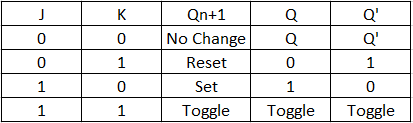 J K Qn+1 Q Q'
0 0 No Change Q Q'
0 1 Reset 0 1
1 0 Set 1 0
1 1 Toggle Toggle Toggle